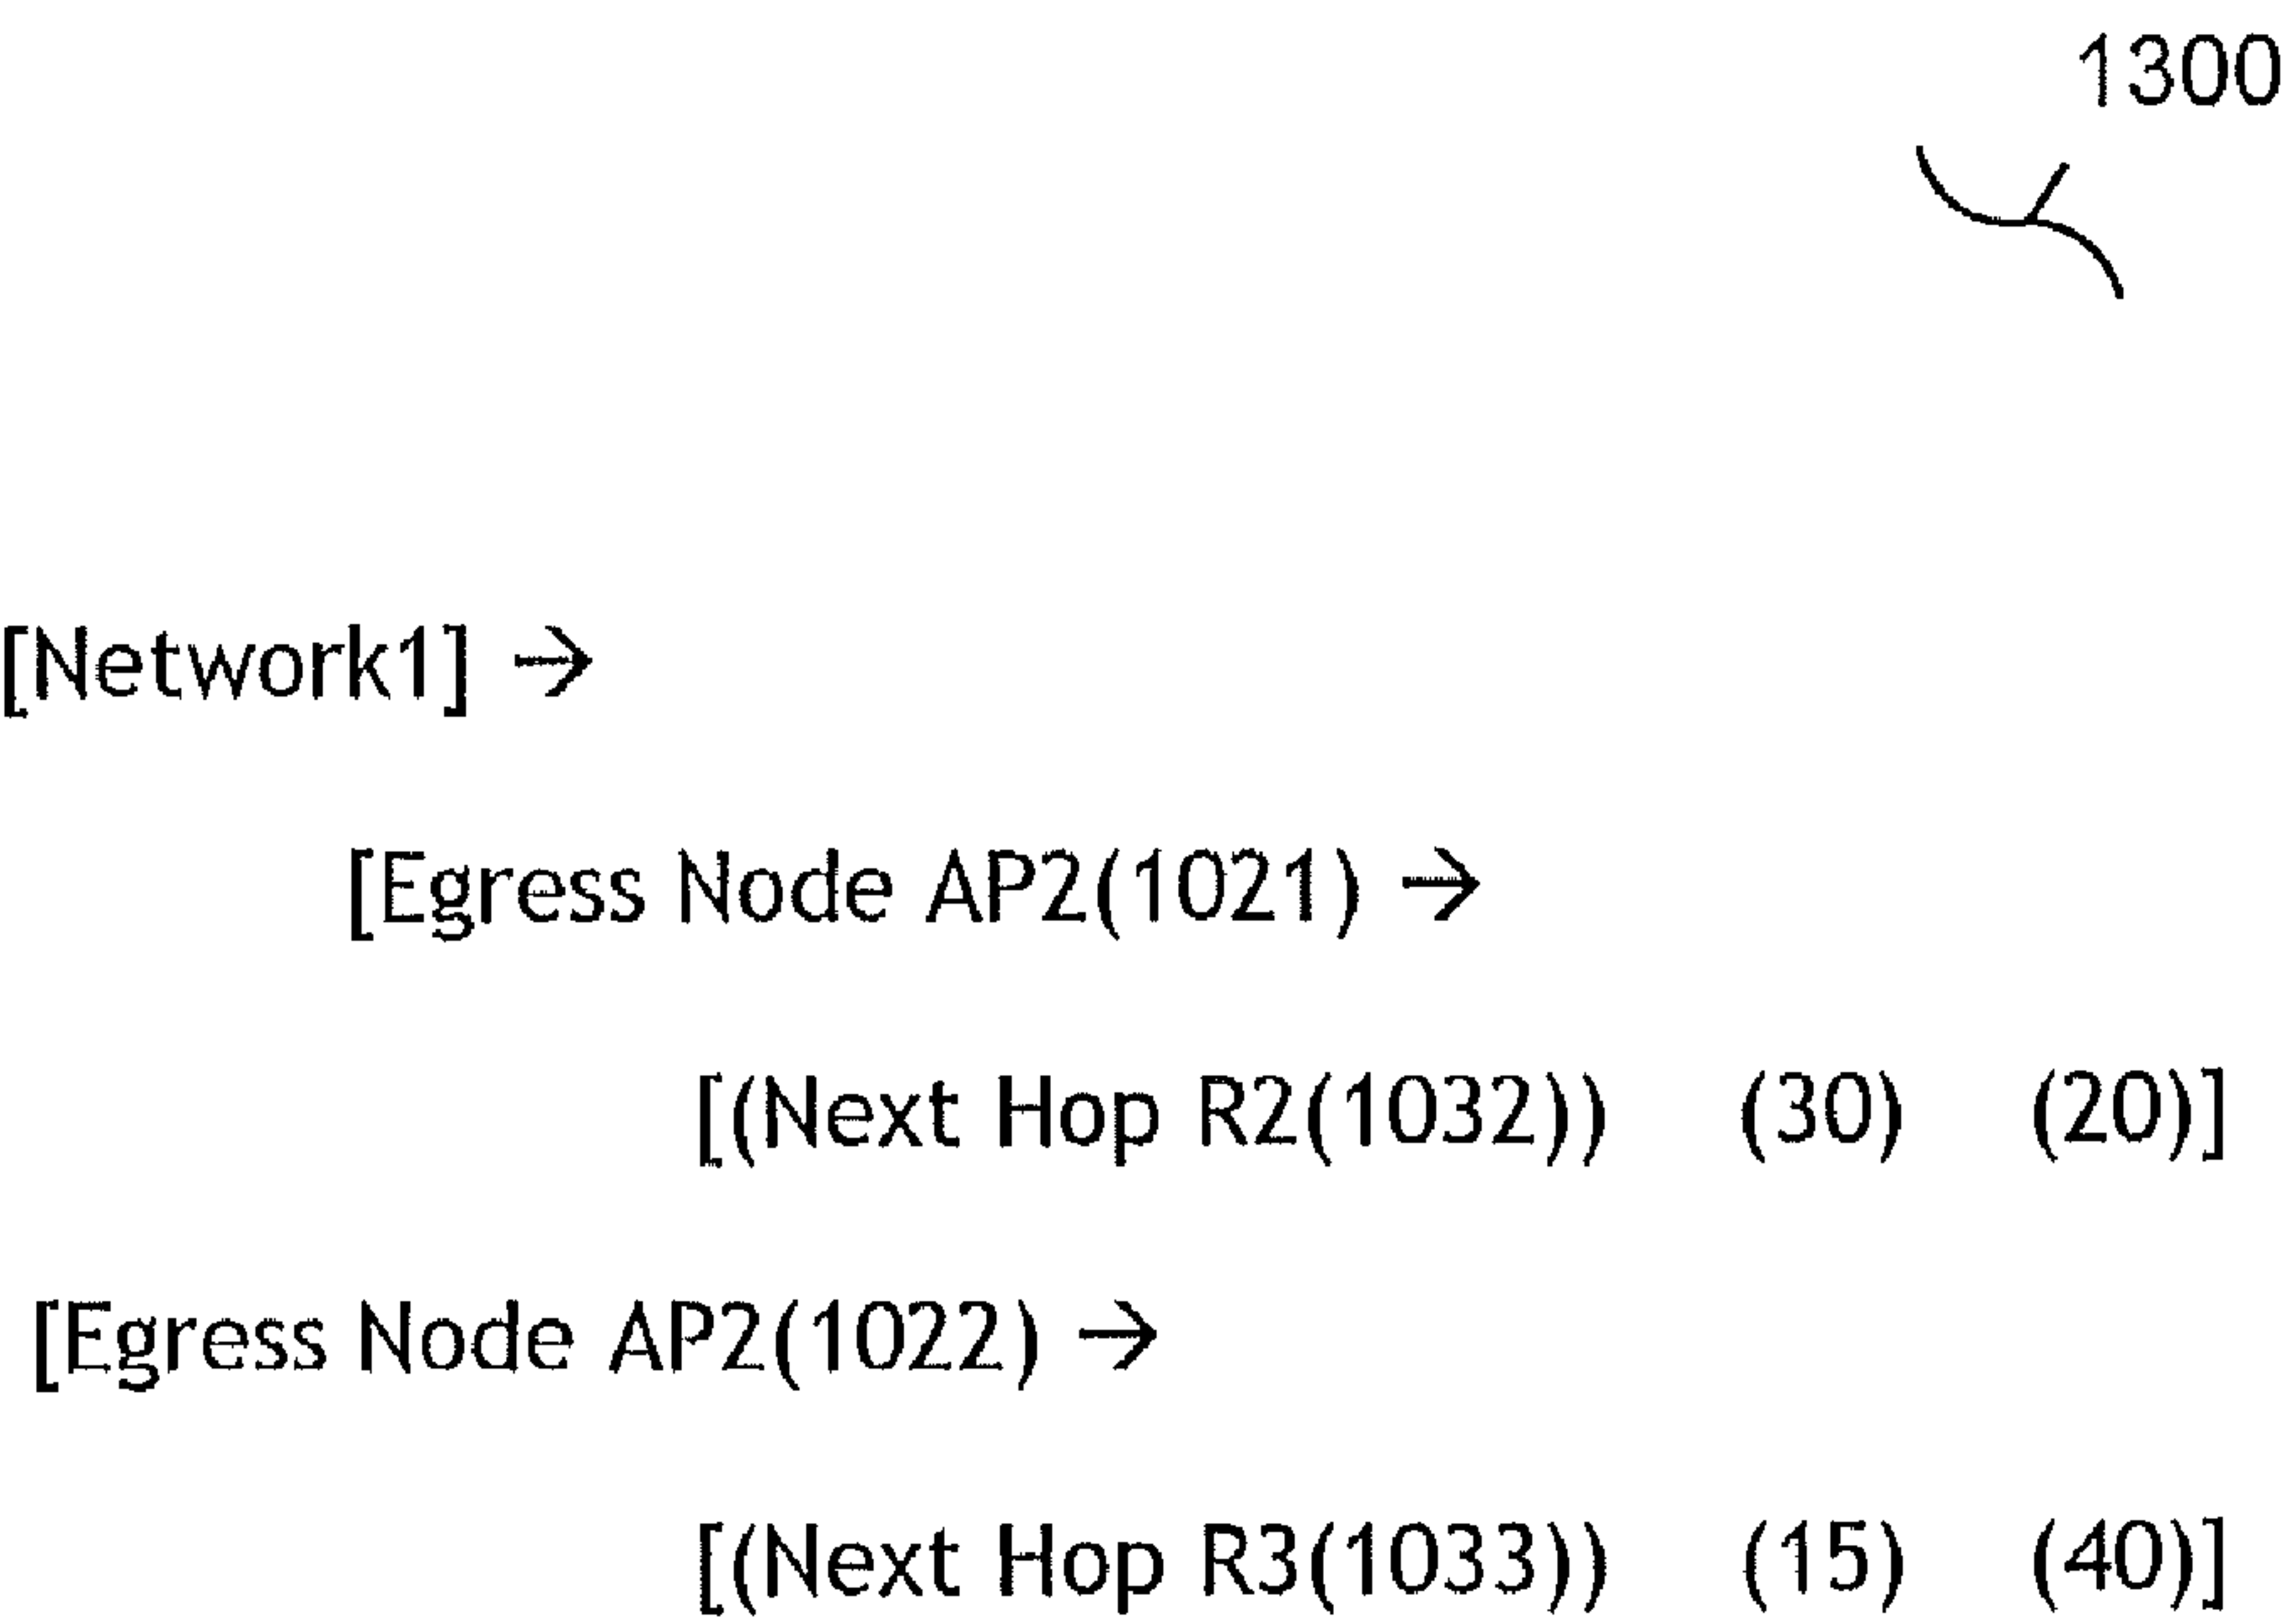 1300
[Network1] →
[Egress Node AP2(1021) →
[(Next Hop R2(1032)) (30) (20)]
[Egress Node AP2(1022) →
[(Next Hop R3(1033)) (15) (40)]